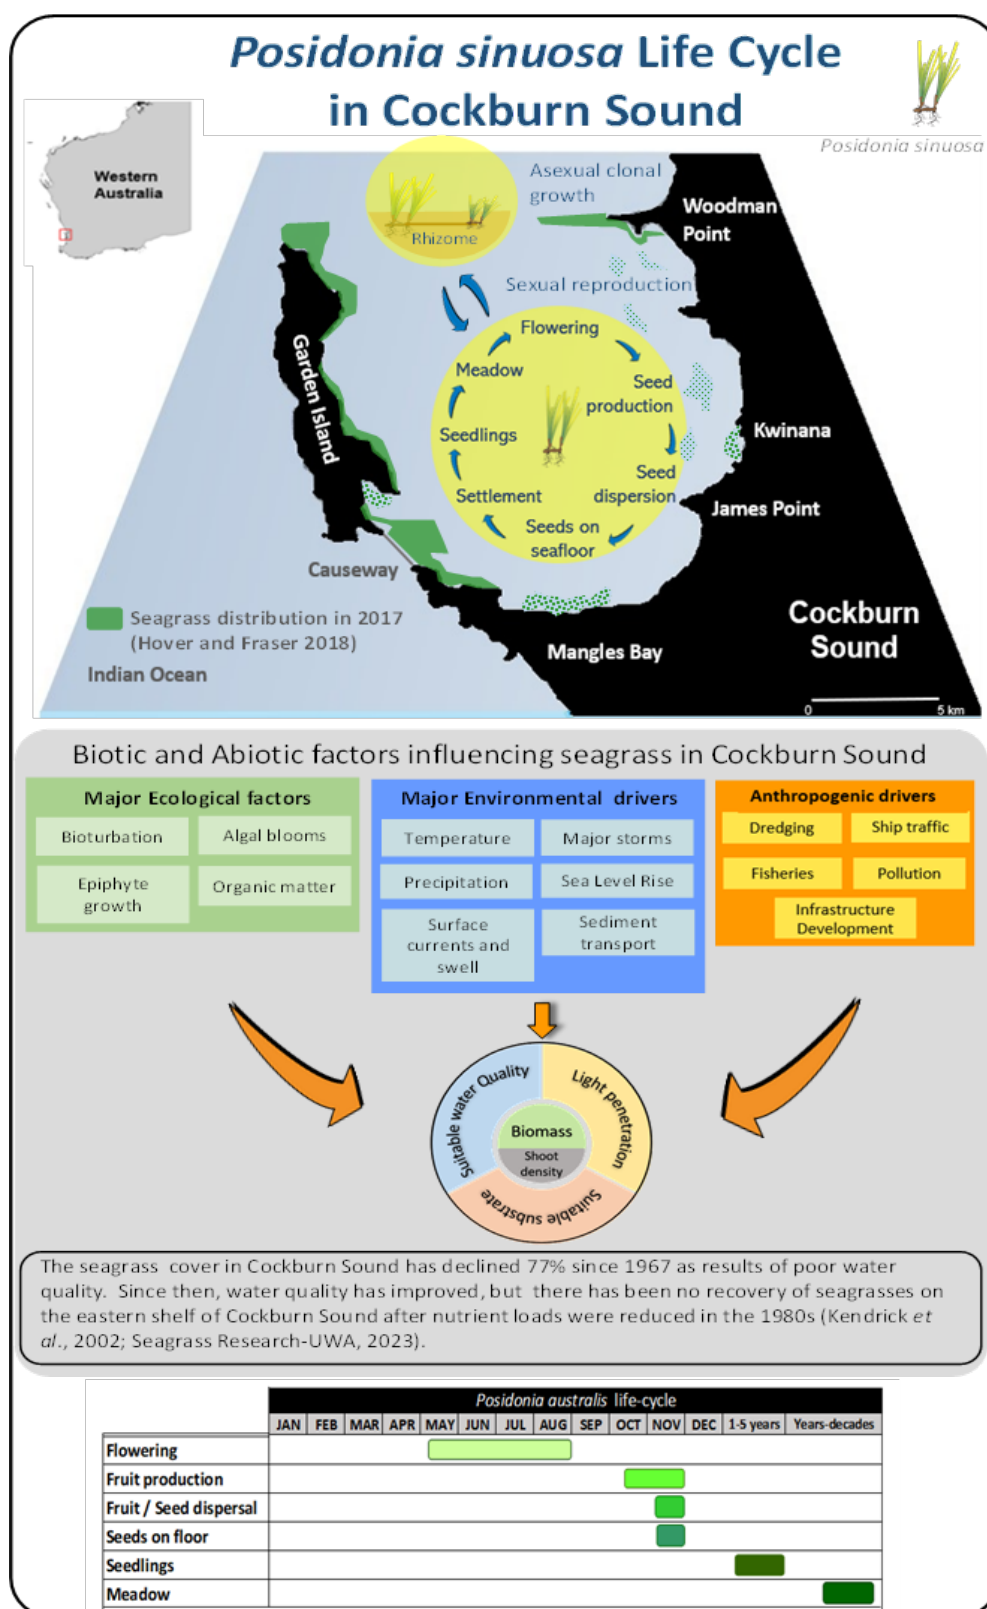 Posidonia sinuosa Life Cycle
in Cockburn Sound
Posidonia sinuosa
Western
Australia
Asexual clonal
growth
Woodman
Point
Rhizome
Sexual reproduction
Flowering
Meadow
Seed
production
Seedlings
Seed
dispersion
Settlement
Seeds on
seafloor
Garden Island
Kwinana
James Point
Causeway
Seagrass distribution in 2017
(Hover and Fraser 2018)
Indian Ocean
Mangles Bay
Cockburn
Sound
0 5 km
Biotic and Abiotic factors influencing seagrass in Cockburn Sound
Major Ecological factors
Bioturbation
Algal blooms
Epiphyte
growth
Organic matter
Major Environmental drivers
Temperature
Major storms
Precipitation
Sea Level Rise
Surface
currents and
swell
Sediment
transport
Anthropogenic drivers
Dredging
Ship traffic
Fisheries
Pollution
Infrastructure
Development
Suitable water Quality
Light penetration
Biomass
Shoot
density
Suitable substrate
The seagrass cover in Cockburn Sound has declined 77% since 1967 as results of poor water
quality. Since then, water quality has improved, but there has been no recovery of seagrasses on
the eastern shelf of Cockburn Sound after nutrient loads were reduced in the 1980s (Kendrick et
al., 2002; Seagrass Research-UWA, 2023).
Posidonia australis life-cycle
JAN FEB MAR APR MAY JUN JUL AUG SEP OCT NOV DEC 1-5 years Years-decades
Flowering
Fruit production
Fruit / Seed dispersal
Seeds on floor
Seedlings
Meadow